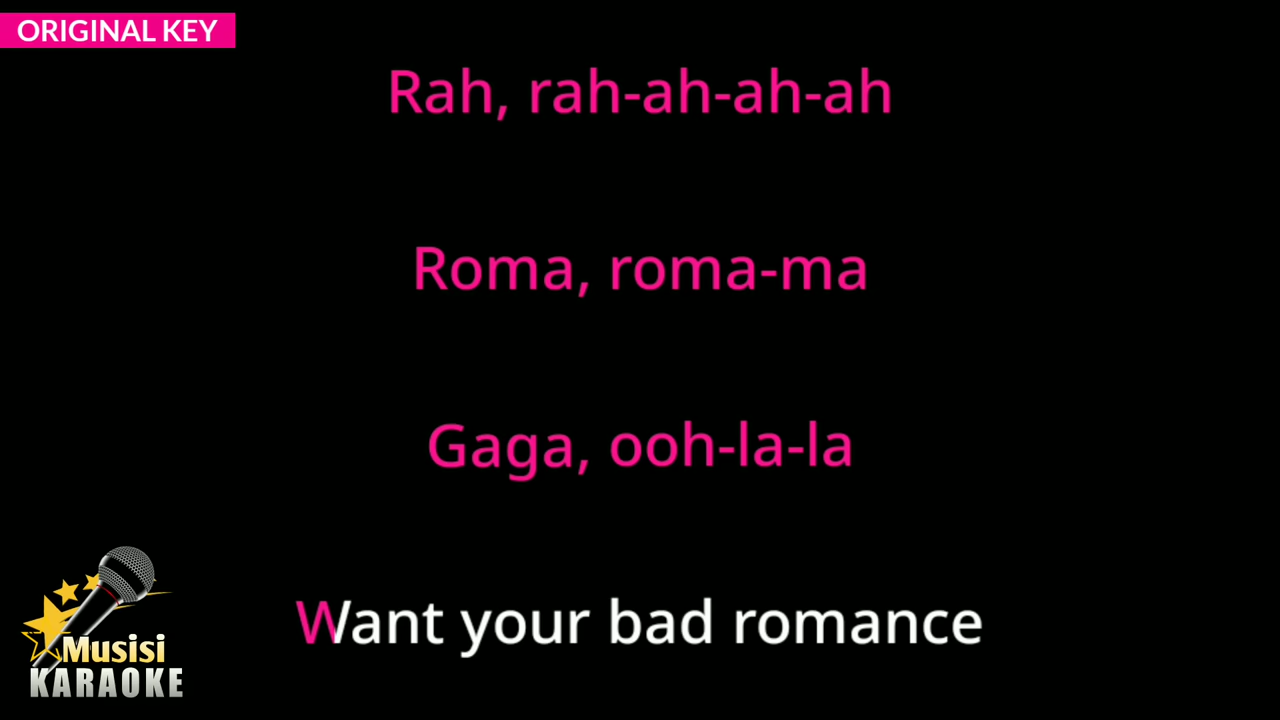 ORIGINAL KEY
Rah, rah-ah-ah-ah
Roma, roma-ma
Gaga, ooh-la-la
Want your bad romance
Musisi
KARAOKE